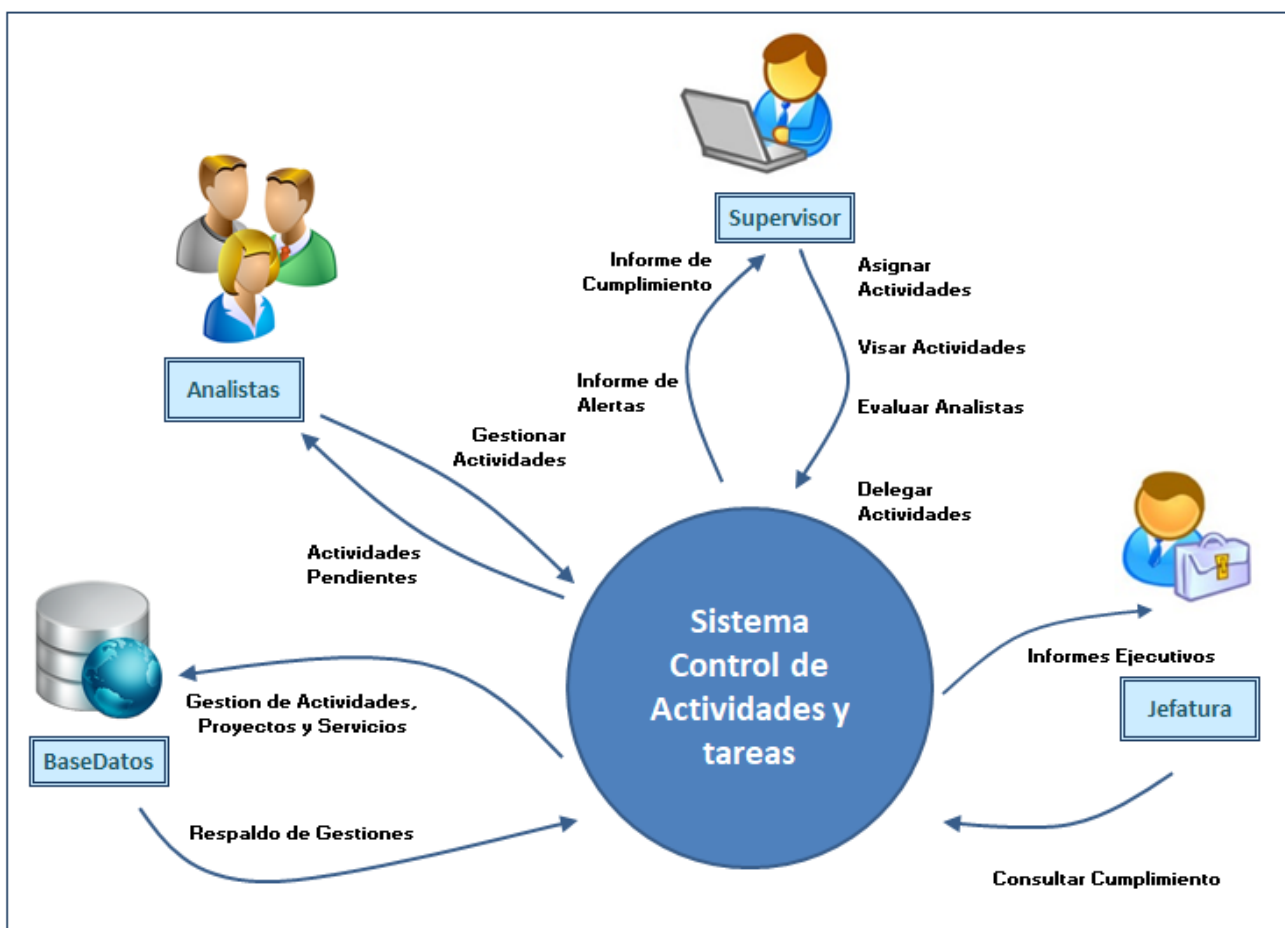 Supervisor
Informe de
Cumplimiento
Asignar
Actividades
Visar Actividades
Analistas
Informe de
Alertas
Evaluar Analistas
Gestionar
Actividades
Delegar
Actividades
Actividades
Pendientes
Sistema
Control de
Actividades y
tareas
Informes Ejecutivos
Jefatura
Gestion de Actividades,
Proyectos y Servicios
BaseDatos
Respaldo de Gestiones
Consultar Cumplimiento